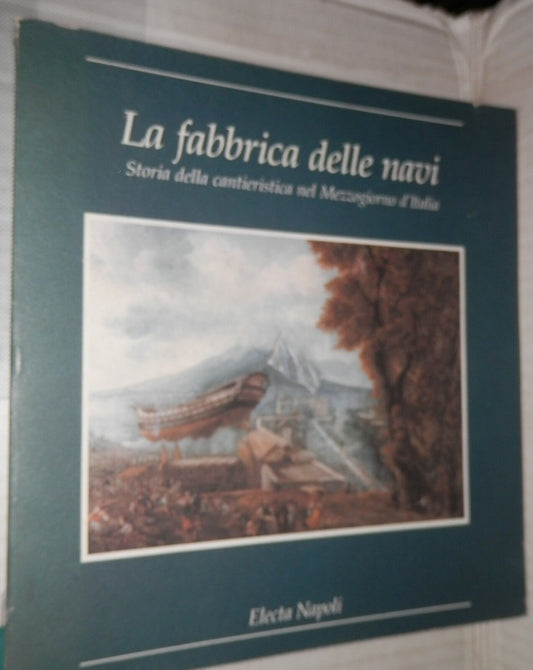 La fabbrica delle navi
Storia della cantieristica nel Mezzogiorno d'Italia
Electa Napoli